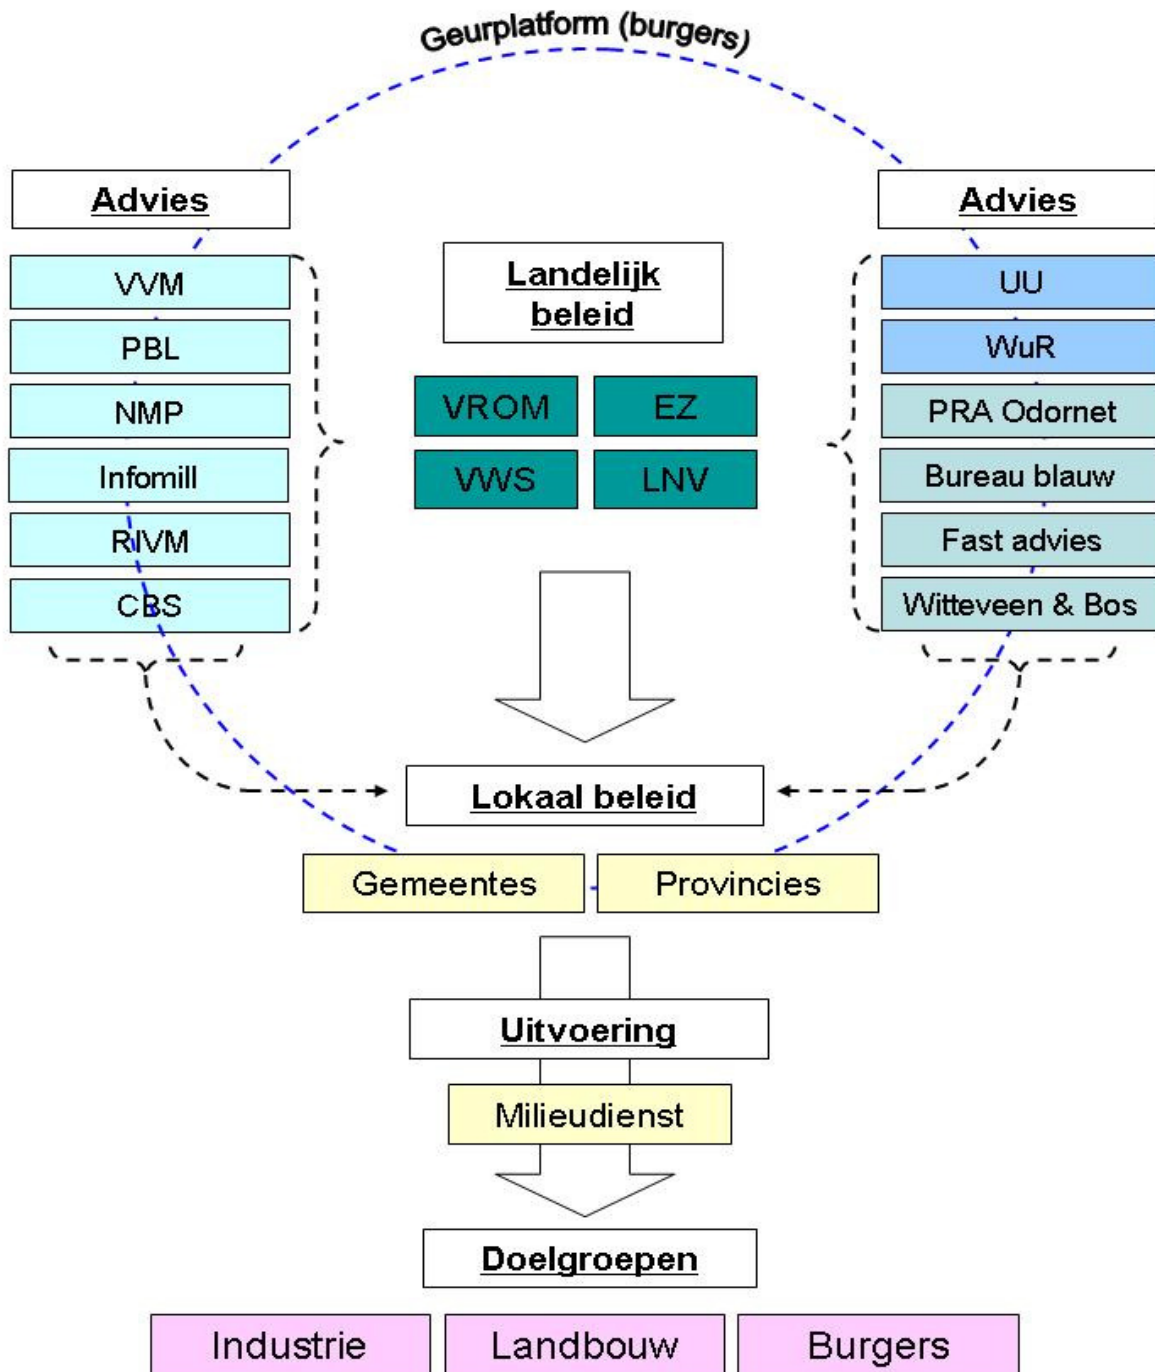 Geurplatform (burgers)
Advies
VVM
PBL
NMP
Infomill
RIVM
CBS
Landelijk
beleid
VROM
EZ
VWS
LNV
Advies
UU
WuR
PRA Odornet
Bureau blauw
Fast advies
Witteveen & Bos
Lokaal beleid
Gemeentes
Provincies
Uitvoering
Milieudienst
Doelgroepen
Industrie
Landbouw
Burgers